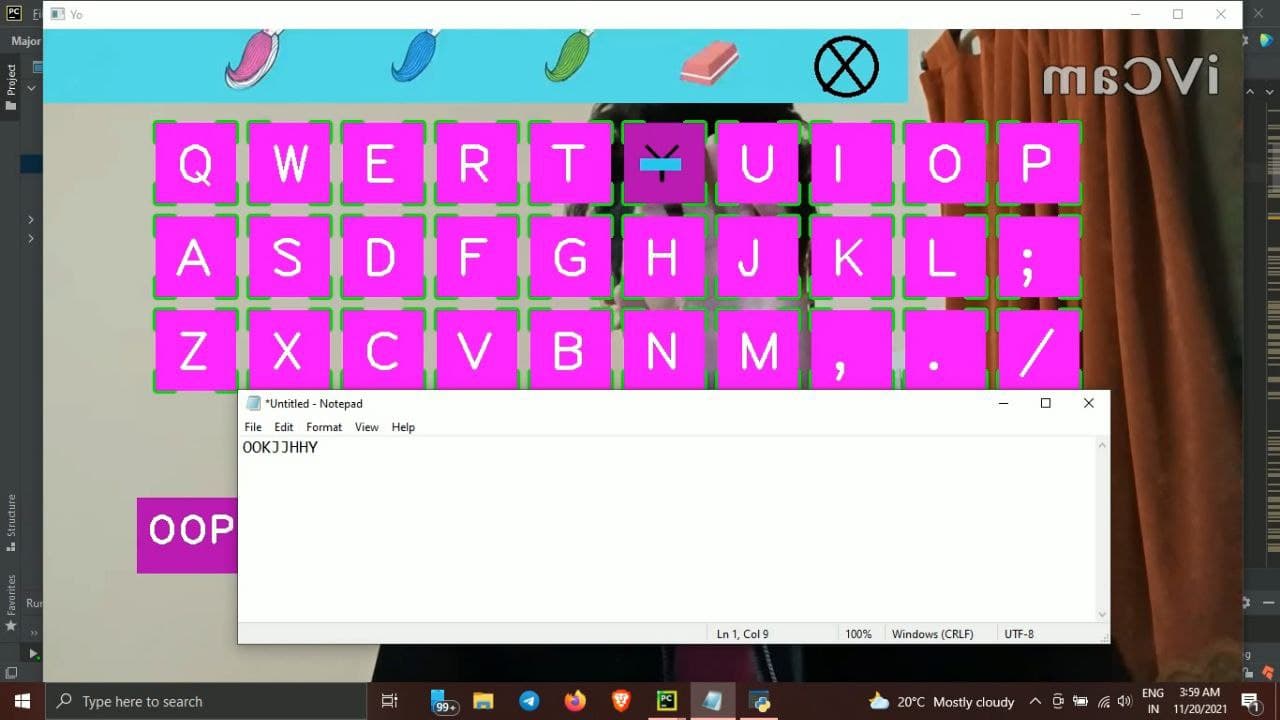 PC Fi Yo
Major
iVCam
Project
Q W E R T Y U I O P
A S D F G H J K L ;
Z X C V B N M , . /
*Untitled - Notepad
File Edit Format View Help
OOKJJHHY
OOP
Structure
Favorites
Run
Ln 1, Col 9 100% Windows (CRLF) UTF-8
Type here to search
99+
PC
20°C Mostly cloudy
ENG
IN
3:59 AM
11/20/2021
1